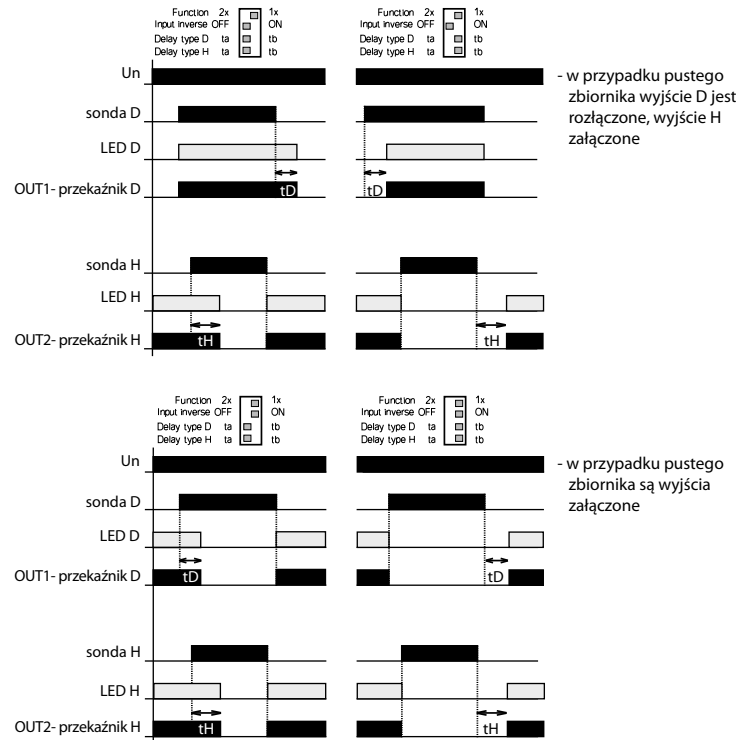 Function 2x 1x
Input inverse OFF ON
Delay type D ta tb
Delay type H ta tb
Function 2x 1x
Input inverse OFF ON
Delay type D ta tb
Delay type H ta tb
Un
- w przypadku pustego
zbiornika wyjście D jest
rozłączone, wyjście H
załączone
sonda D
LED D
OUT1- przekaźnik D
tD
tD
sonda H
LED H
OUT2- przekaźnik H
tH
tH
Function 2x 1x
Input inverse OFF ON
Delay type D ta tb
Delay type H ta tb
Function 2x 1x
Input inverse OFF ON
Delay type D ta tb
Delay type H ta tb
Un
- w przypadku pustego
zbiornika są wyjścia
załączone
sonda D
LED D
OUT1- przekaźnik D
tD
tD
sonda H
LED H
OUT2- przekaźnik H
tH
tH